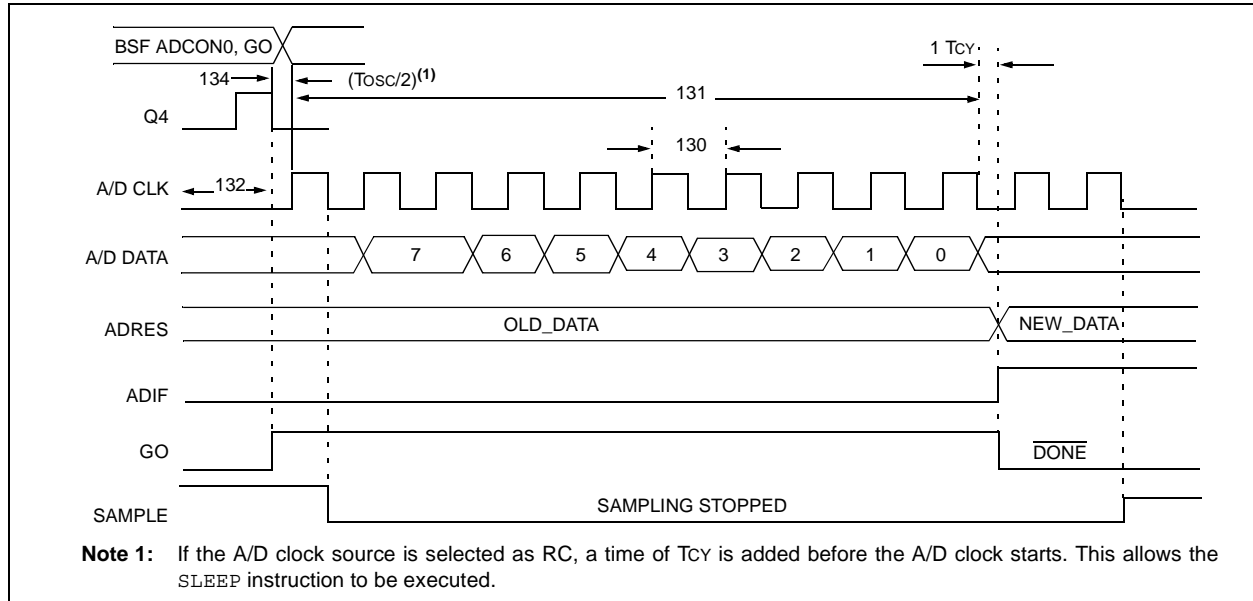 BSF ADCON0, GO
1 TCY
134
(TOSC/2)(1)
131
Q4
130
A/D CLK
132
A/D DATA
7 6 5 4 3 2 1 0
ADRES
OLD_DATA
NEW_DATA
ADIF
GO
DONE
SAMPLE
SAMPLING STOPPED
Note 1: If the A/D clock source is selected as RC, a time of TCY is added before the A/D clock starts. This allows the
SLEEP instruction to be executed.